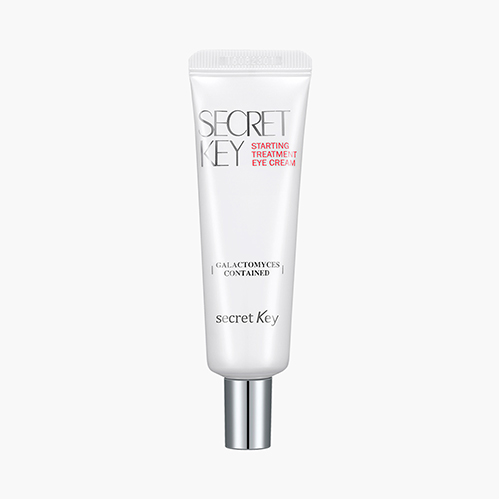 SECRET
KEY
STARTING
TREATMENT
EYE CREAM
GALACTOMYCES
CONTAINED
secret Key